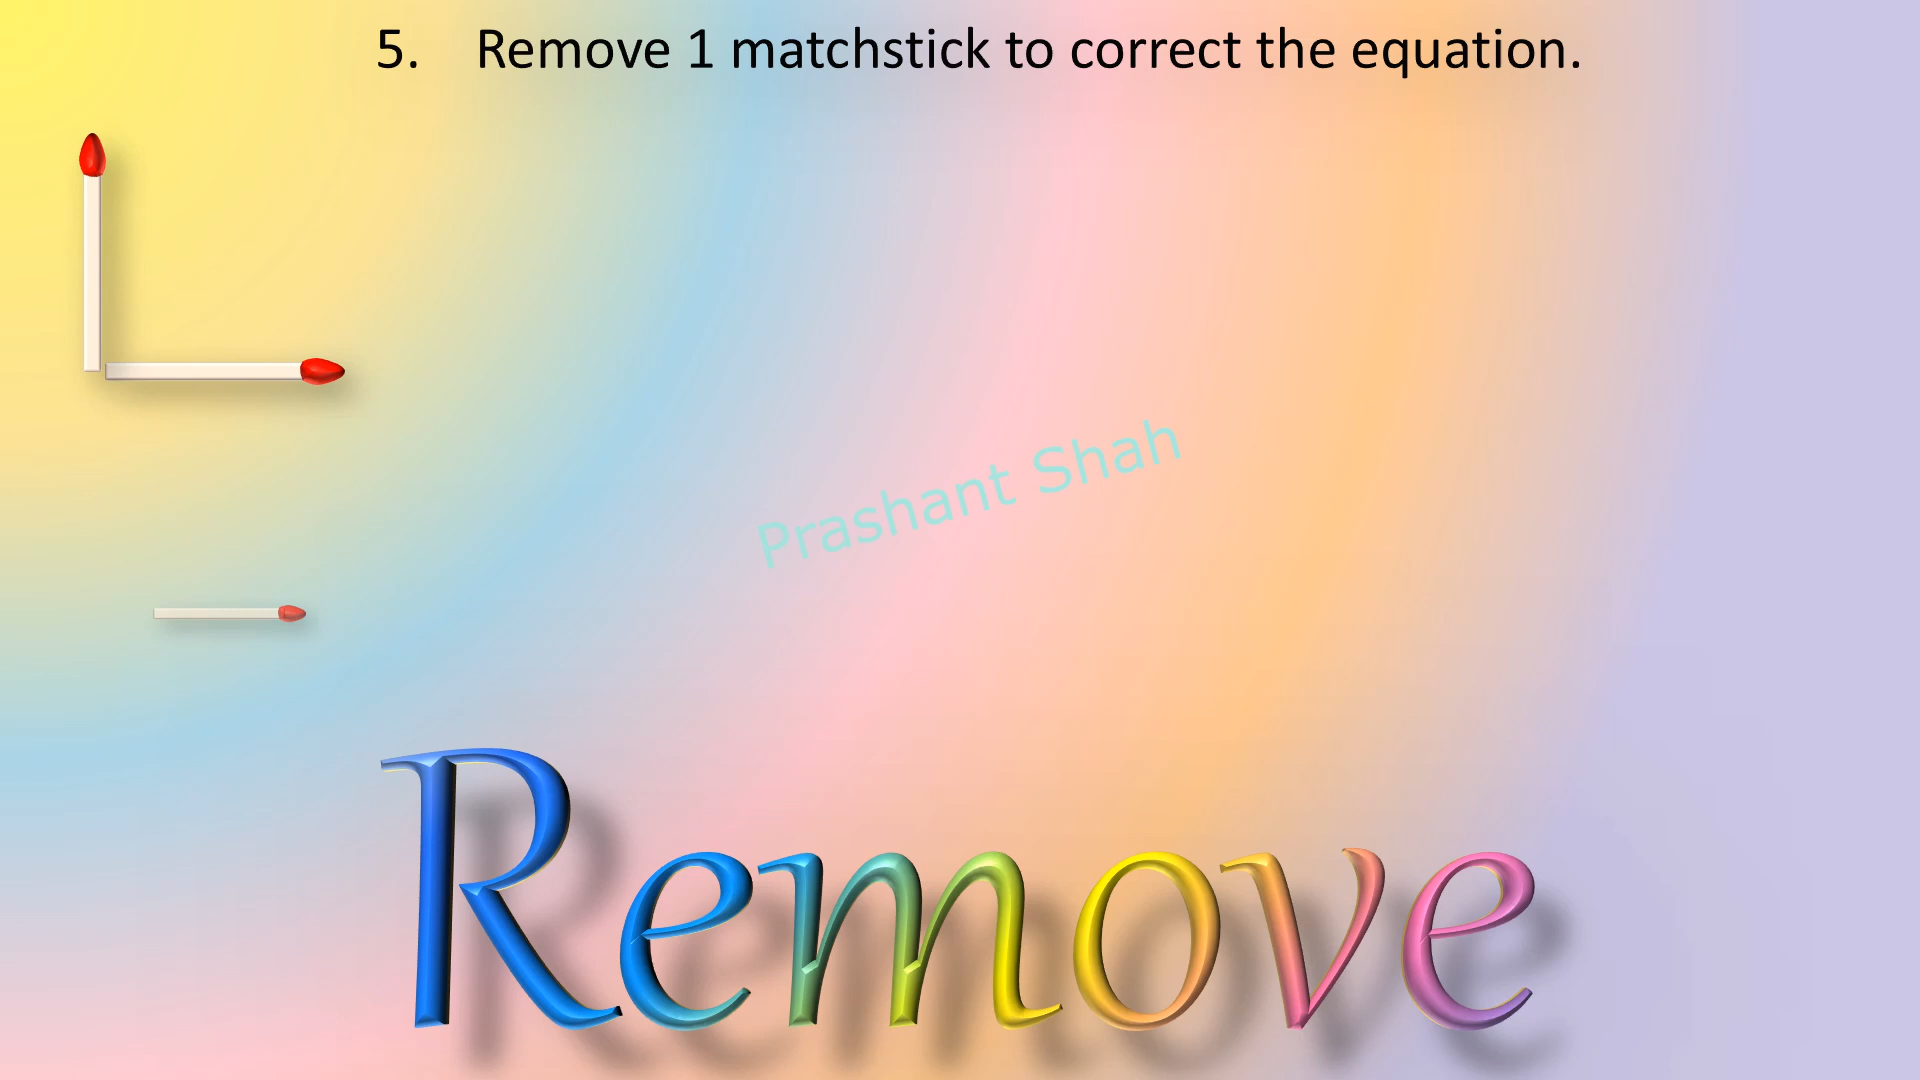 5. Remove 1 matchstick to correct the equation.
Prashant Shah
Remove